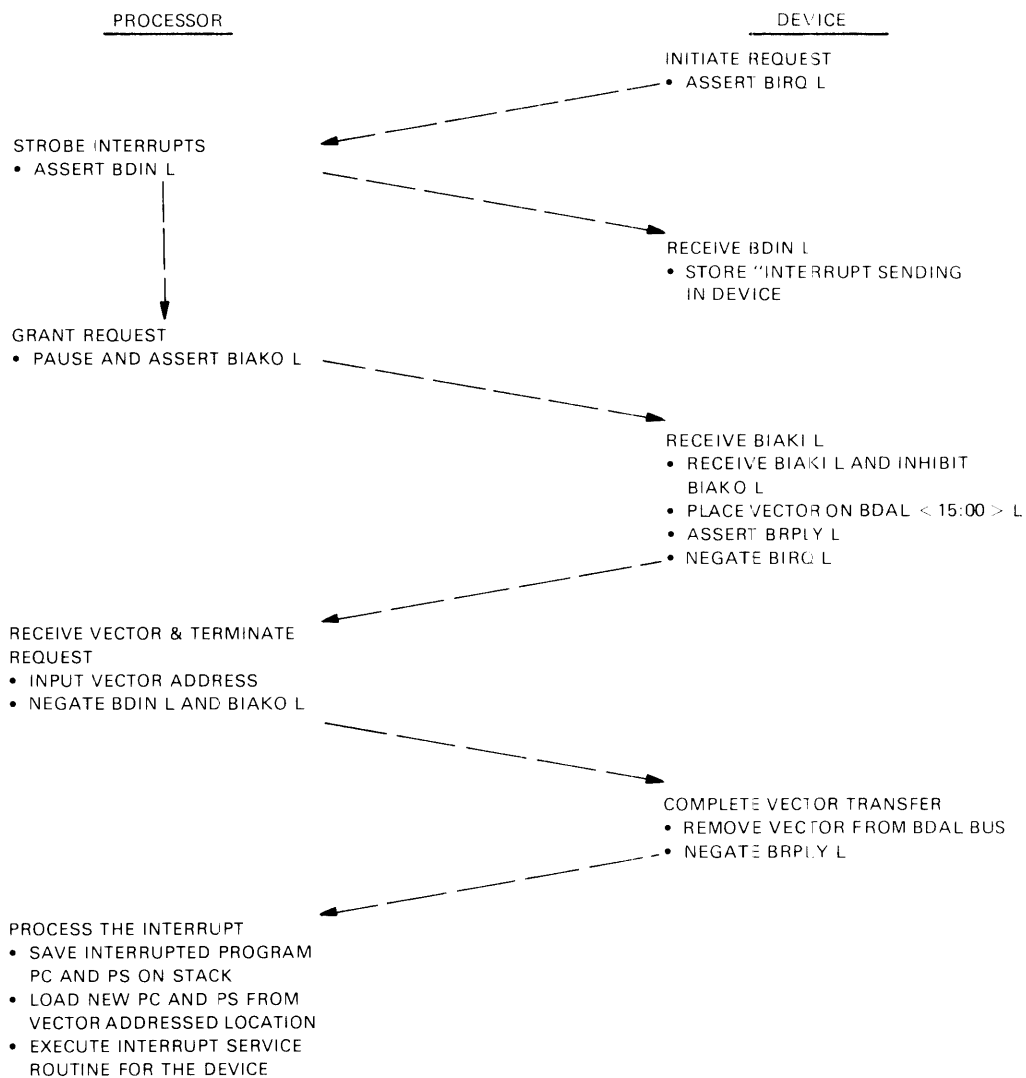 PROCESSOR
DEVICE
INITIATE REQUEST
• ASSERT BIRQ L
STROBE INTERRUPTS
• ASSERT BDIN L
RECEIVE BDIN L
• STORE "INTERRUPT SENDING
IN DEVICE
GRANT REQUEST
• PAUSE AND ASSERT BIAKO L
RECEIVE BIAKI L
• RECEIVE BIAKI L AND INHIBIT
BIAKO L
• PLACE VECTOR ON BDAL < 15:00 > L
• ASSERT BRPLY L
• NEGATE BIRQ L
RECEIVE VECTOR & TERMINATE
REQUEST
• INPUT VECTOR ADDRESS
• NEGATE BDIN L AND BIAKO L
COMPLETE VECTOR TRANSFER
• REMOVE VECTOR FROM BDAL BUS
• NEGATE BRPLY L
PROCESS THE INTERRUPT
• SAVE INTERRUPTED PROGRAM
PC AND PS ON STACK
• LOAD NEW PC AND PS FROM
VECTOR ADDRESSED LOCATION
• EXECUTE INTERRUPT SERVICE
ROUTINE FOR THE DEVICE